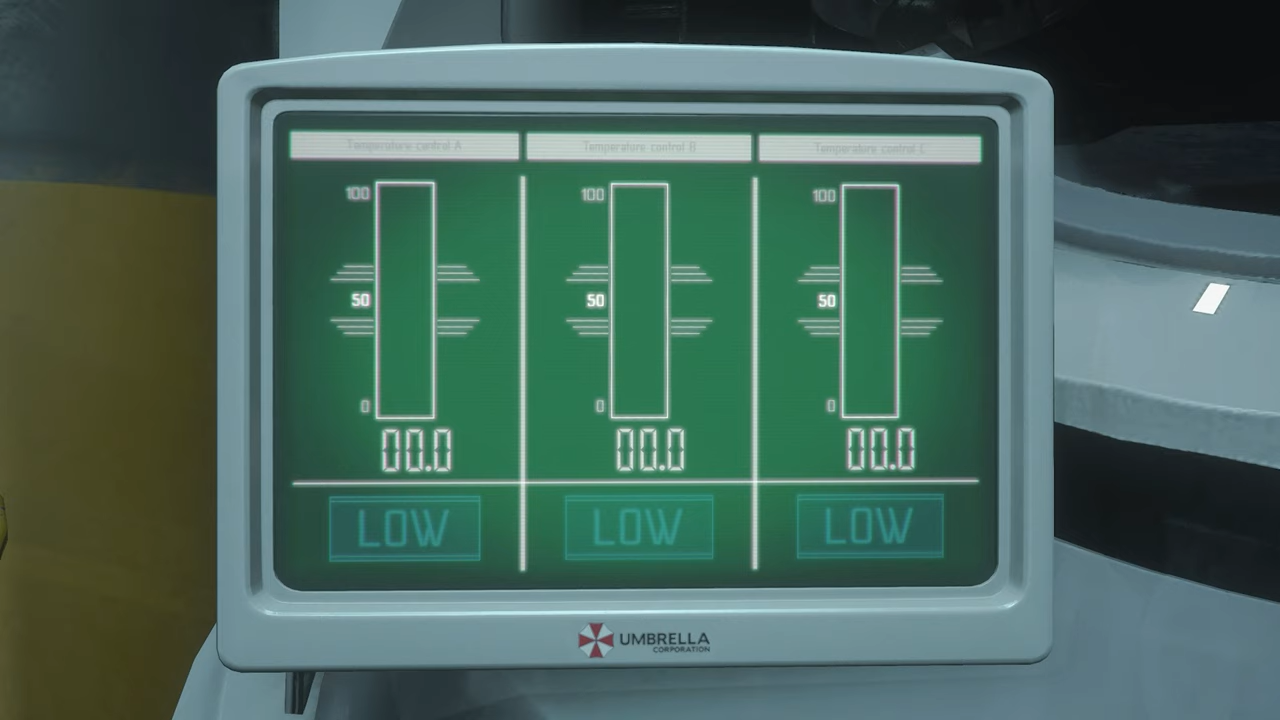 Temperature control A Temperature control B Temperature control C
100 100 100
50 50 50
0 0 0
00.0 00.0 00.0
LOW LOW LOW
UMBRELLA
CORPORATION